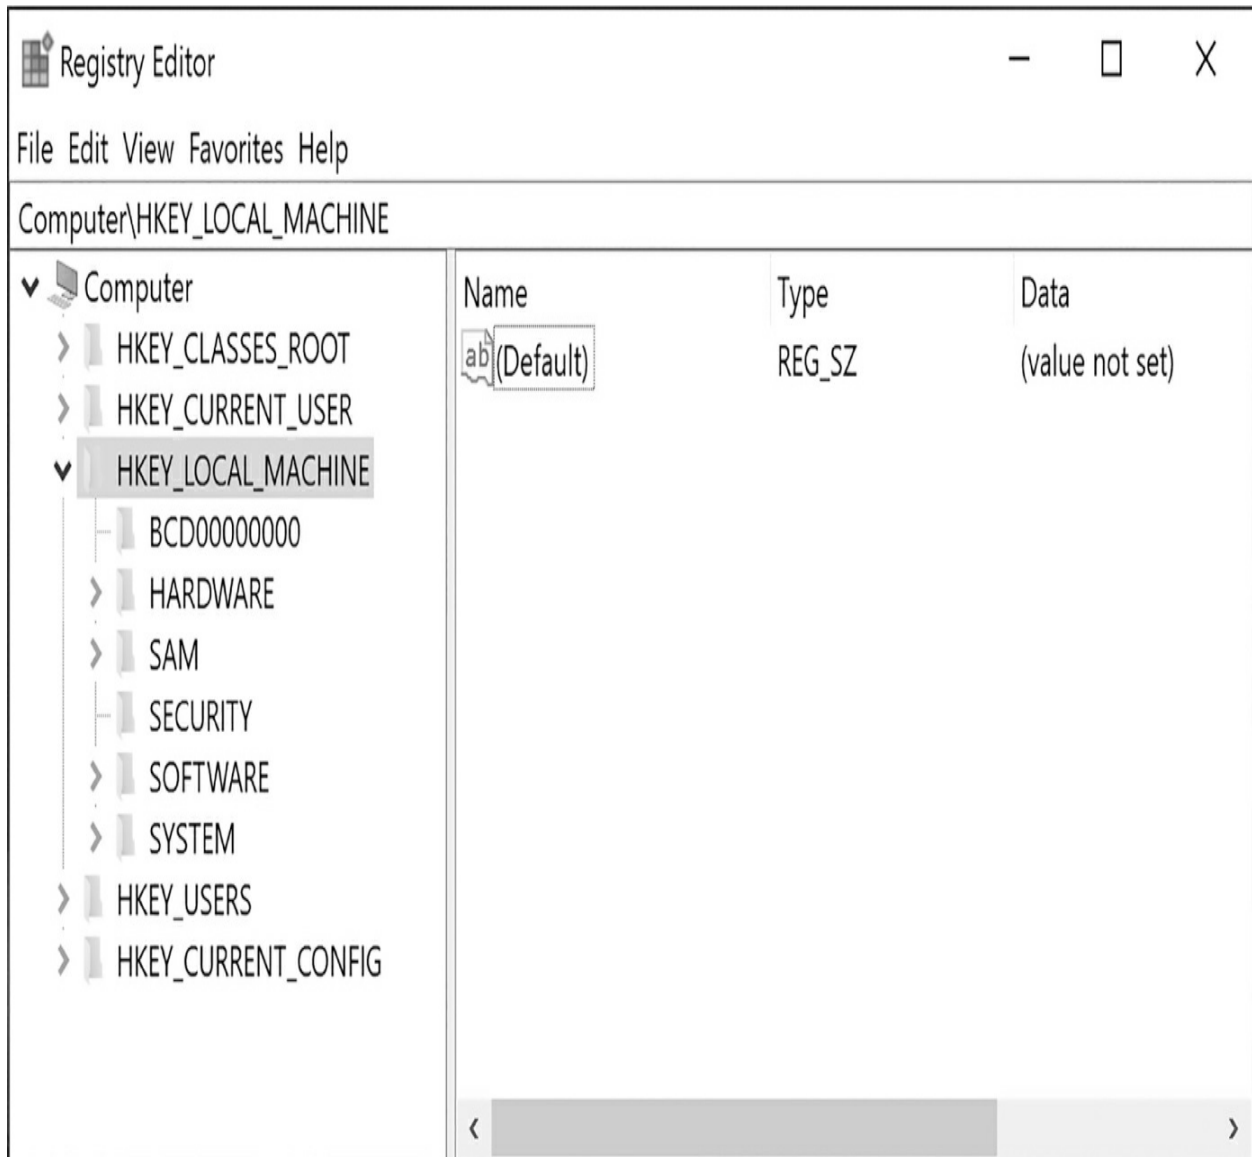 Registry Editor
File Edit View Favorites Help
Computer\HKEY_LOCAL_MACHINE
Computer
HKEY_CLASSES_ROOT
HKEY_CURRENT_USER
HKEY_LOCAL_MACHINE
BCD00000000
HARDWARE
SAM
SECURITY
SOFTWARE
SYSTEM
HKEY_USERS
HKEY_CURRENT_CONFIG
Name Type Data
ab (Default) REG_SZ (value not set)